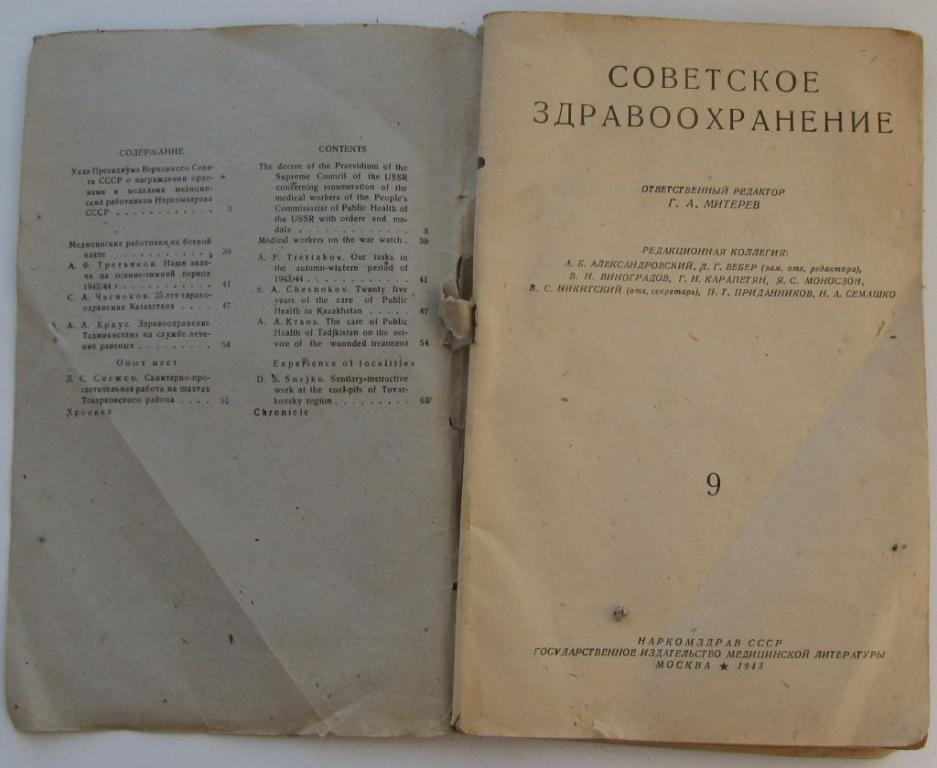 СОДЕРЖАНИЕ
Указ Президиума Верховного Сове-
та СССР о награждении орде-
нами и медалями медицин-
ских работников Наркомздрава
СССР . . . . . . . . . . . . 3
Медицинские работники на боевой
вахте . . . . . . . . . . . . 39
А. Ф. Третьяков. Наши зада-
чи на осенне-зимний период
1943/44 г. . . . . . . . . . . 41
С. А. Чесноков. 25 лет здраво-
охранения Казахстана . . . . . 47
А. А. Краус. Здравоохранение
Таджикистана на службе лече-
ния раненых . . . . . . . . . 54
Опыт мест
Д. С. Снежко. Санитарно-про-
светительная работа на шахтах
Товарковского района . . . . 61
Хроника
CONTENTS
The decree of the Praesidium of the
Supreme Council of the USSR
concerning renumeration of the
medical workers of the People's
Commissariat of Public Health of
the USSR with orders and me-
dals . . . . . . . . . . . . 3
Medical workers on the war watch . 39
A. F. Tretiakov. Our tasks in
the autumn-wintern period of
1943/44 . . . . . . . . . . . 41
S. A. Chesnokov. Twenty five
years of the care of Public
Health in Kazakhstan . . . . . 47
A. A. Kraus. The care of Public
Health of Tadjkistan on the ser-
vice of the wounded treatment 54
Experience of localities
D. S. Snejko. Sanitary-instructive
work at the coal-pits of Tovar-
kovsky region . . . . . . . . 61
Chronicle
СОВЕТСКОЕ
ЗДРАВООХРАНЕНИЕ
ОТВЕТСТВЕННЫЙ РЕДАКТОР
Г. А. МИТЕРЕВ
РЕДАКЦИОННАЯ КОЛЛЕГИЯ:
А. Б. АЛЕКСАНДРОВСКИЙ, Л. Г. ВЕБЕР (зам. отв. редактора),
В. Н. ВИНОГРАДОВ, Г. Н. КАРАПЕТЯН, Я. С. МОНОСЗОН,
В. С. НИКИТСКИЙ (отв. секретарь), Н. Т. ПРИДАННИКОВ, Н. А. СЕМАШКО
9
НАРКОМЗДРАВ СССР
ГОСУДАРСТВЕННОЕ ИЗДАТЕЛЬСТВО МЕДИЦИНСКОЙ ЛИТЕРАТУРЫ
МОСКВА ★ 1943